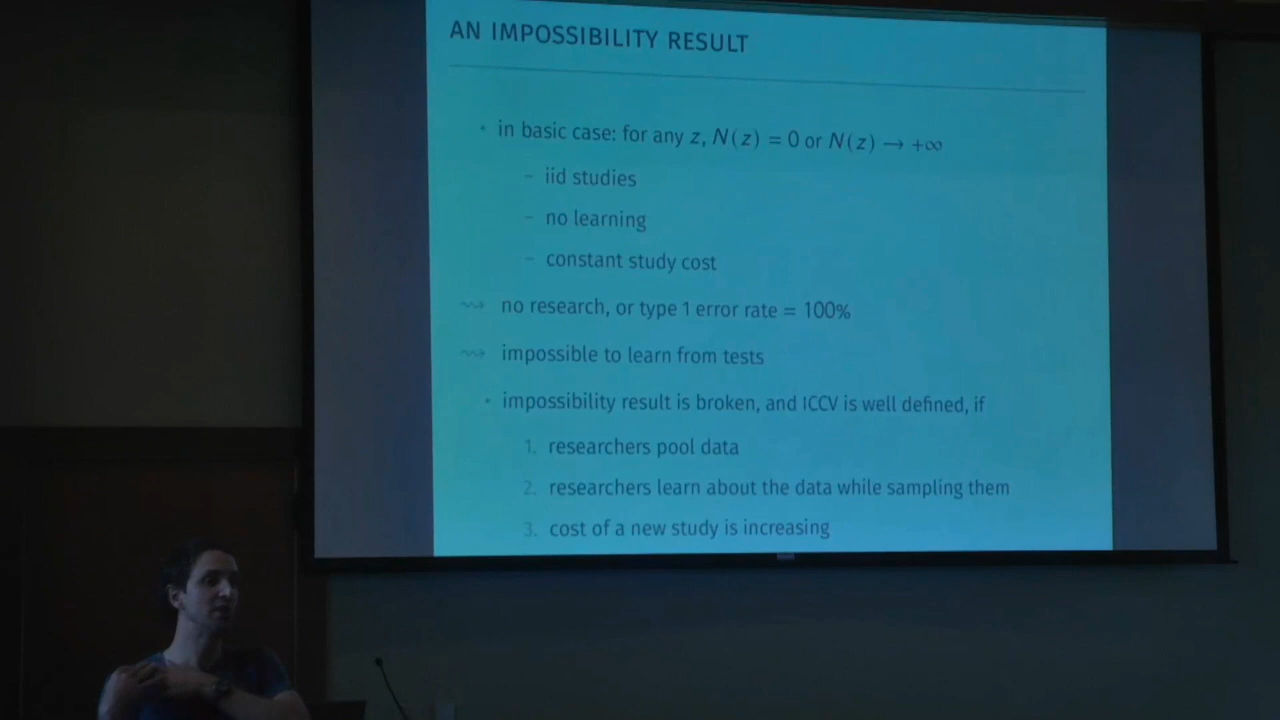 AN IMPOSSIBILITY RESULT
• in basic case: for any z, N(z) = 0 or N(z) → +∞
– iid studies
– no learning
– constant study cost
⇝ no research, or type 1 error rate = 100%
⇝ impossible to learn from tests
• impossibility result is broken, and ICCV is well defined, if
1. researchers pool data
2. researchers learn about the data while sampling them
3. cost of a new study is increasing